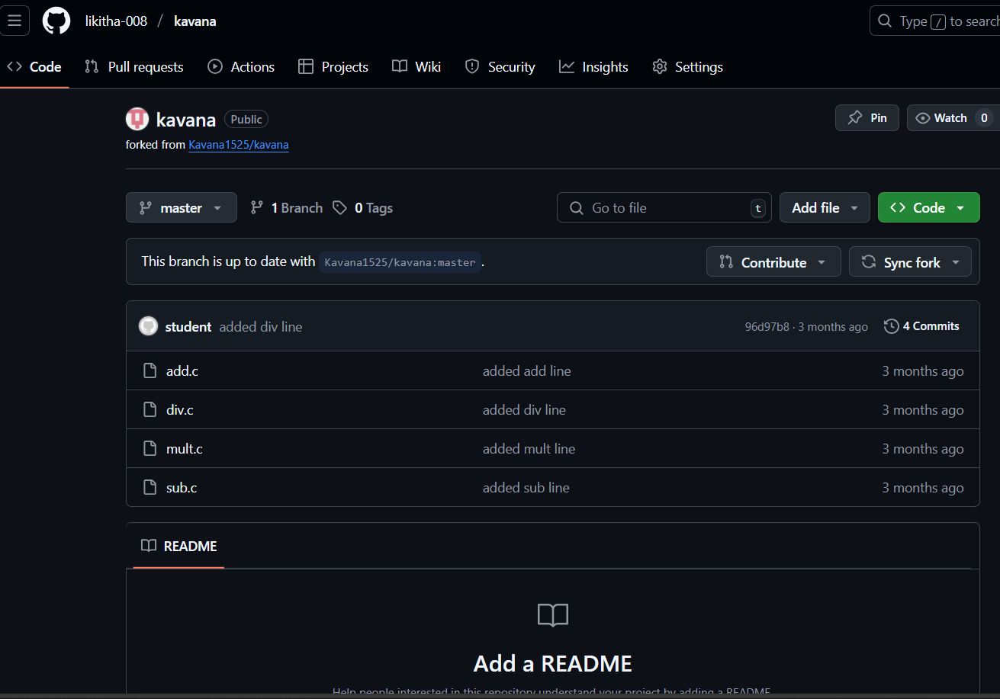 likitha-008 / kavana
Type / to search
Code Pull requests Actions Projects Wiki Security Insights Settings
kavana Public
Pin Watch 0
forked from Kavana1525/kavana
master 1 Branch 0 Tags
Go to file t Add file Code
This branch is up to date with Kavana1525/kavana:master .
Contribute Sync fork
student added div line 96d97b8 · 3 months ago 4 Commits
add.c added add line 3 months ago
div.c added div line 3 months ago
mult.c added mult line 3 months ago
sub.c added sub line 3 months ago
README
Add a README
Help people interested in this repository understand your project by adding a README.